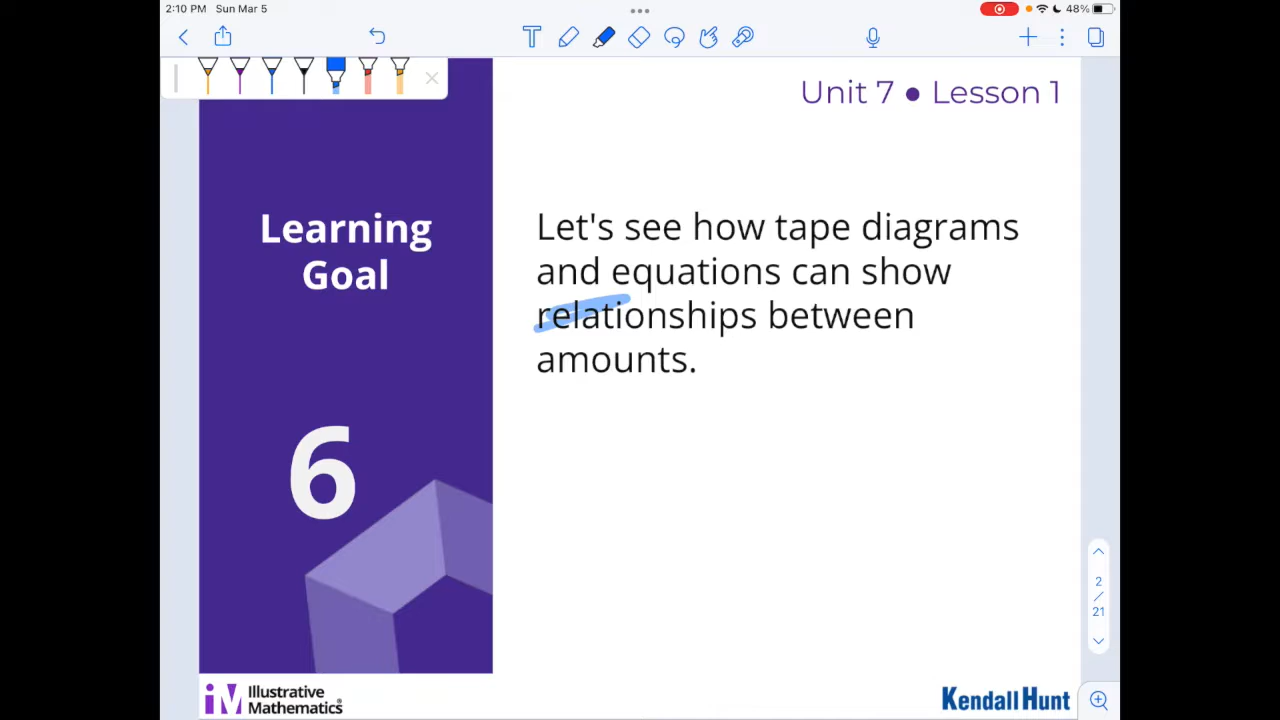 2:10 PM Sun Mar 5
48%
Unit 7 ● Lesson 1
Learning
Goal
Let's see how tape diagrams
and equations can show
relationships between
amounts.
6
2
/
21
iM Illustrative
Mathematics®
Kendall Hunt